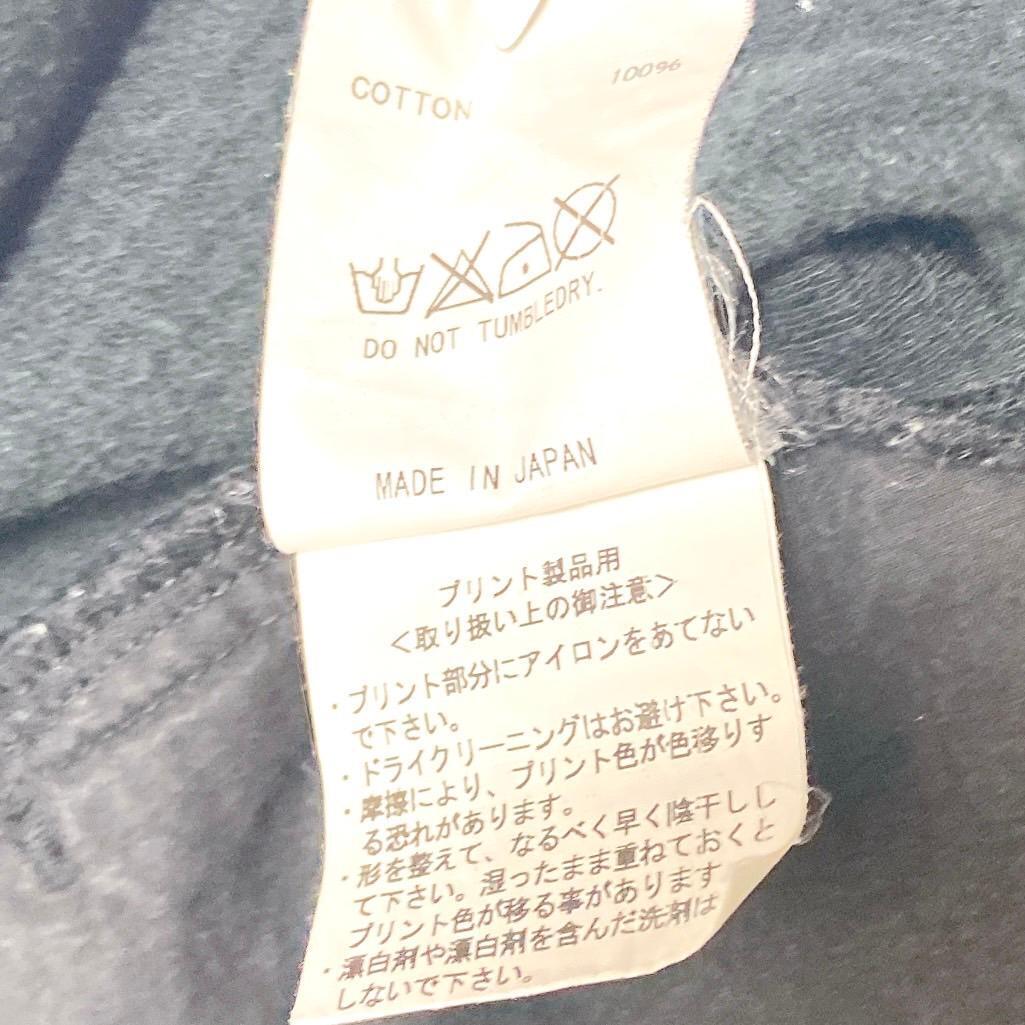 COTTON 10096
DO NOT TUMBLEDRY.
MADE IN JAPAN
プリント製品用
<取り扱い上の御注意>
・プリント部分にアイロンをあてない
で下さい。
・ドライクリーニングはお避け下さい。
・摩擦により、プリント色が色移りす
る恐れがあります。
・形を整えて、なるべく早く陰干しし
て下さい。湿ったまま重ねておくと
プリント色が移る事があります
・漂白剤や漂白剤を含んだ洗剤は
しないで下さい。